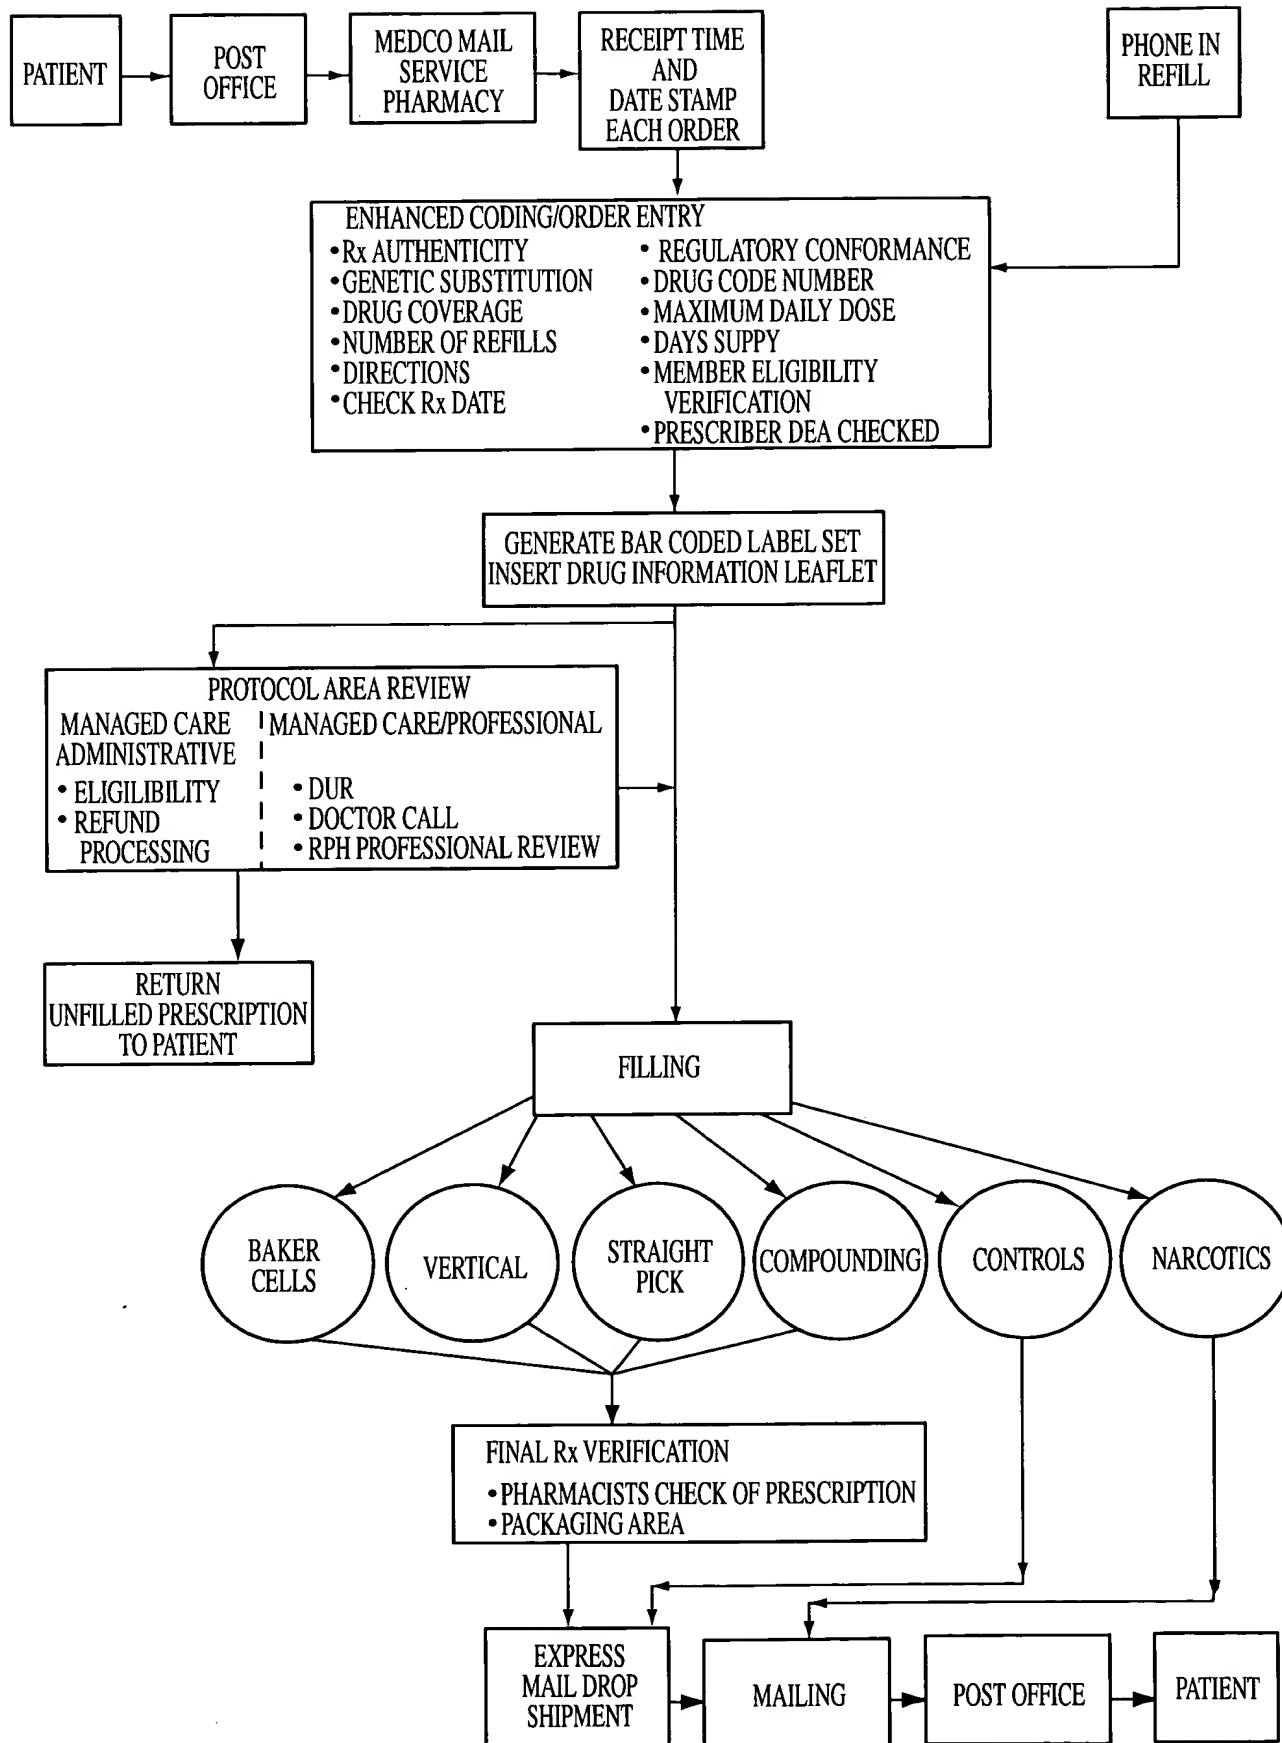 PATIENT
POST
OFFICE
MEDCO MAIL
SERVICE
PHARMACY
RECEIPT TIME
AND
DATE STAMP
EACH ORDER
PHONE IN
REFILL
ENHANCED CODING/ORDER ENTRY
•Rx AUTHENTICITY
•GENETIC SUBSTITUTION
•DRUG COVERAGE
•NUMBER OF REFILLS
•DIRECTIONS
•CHECK Rx DATE
• REGULATORY CONFORMANCE
•DRUG CODE NUMBER
•MAXIMUM DAILY DOSE
•DAYS SUPPY
•MEMBER ELIGIBILITY
VERIFICATION
•PRESCRIBER DEA CHECKED
GENERATE BAR CODED LABEL SET
INSERT DRUG INFORMATION LEAFLET
PROTOCOL AREA REVIEW
MANAGED CARE
ADMINISTRATIVE
• ELIGILIBILITY
• REFUND
PROCESSING
MANAGED CARE/PROFESSIONAL
• DUR
• DOCTOR CALL
• RPH PROFESSIONAL REVIEW
RETURN
UNFILLED PRESCRIPTION
TO PATIENT
FILLING
BAKER
CELLS
VERTICAL
STRAIGHT
PICK
COMPOUNDING
CONTROLS
NARCOTICS
FINAL Rx VERIFICATION
•PHARMACISTS CHECK OF PRESCRIPTION
•PACKAGING AREA
EXPRESS
MAIL DROP
SHIPMENT
MAILING
POST OFFICE
PATIENT